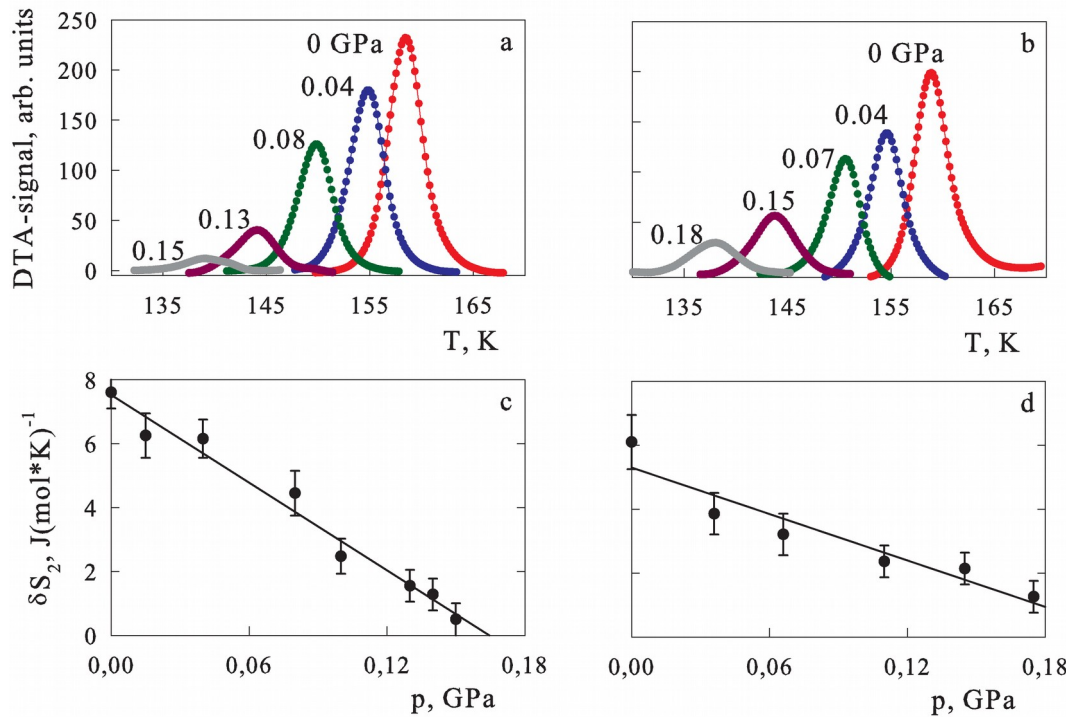 250
200
150
100
50
0
DTA-signal, arb. units
a
0 GPa
0.04
0.08
0.13
0.15
135
145
155
165
T, K
b
0 GPa
0.04
0.07
0.15
0.18
135
145
155
165
T, K
8
6
4
2
0
δS2, J(mol*K)-1
c
0,00
0,06
0,12
0,18
p, GPa
d
0,00
0,06
0,12
0,18
p, GPa